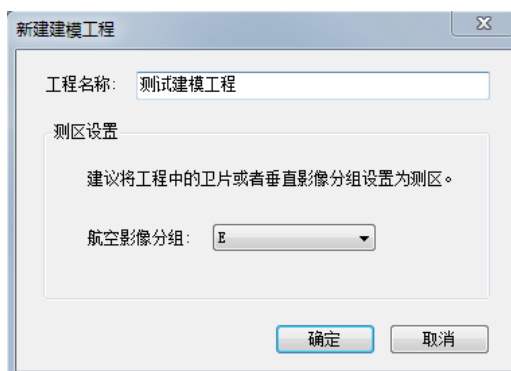 新建建模工程
工程名称: 测试建模工程
测区设置
建议将工程中的卫片或者垂直影像分组设置为测区。
航空影像分组: E
确定 取消